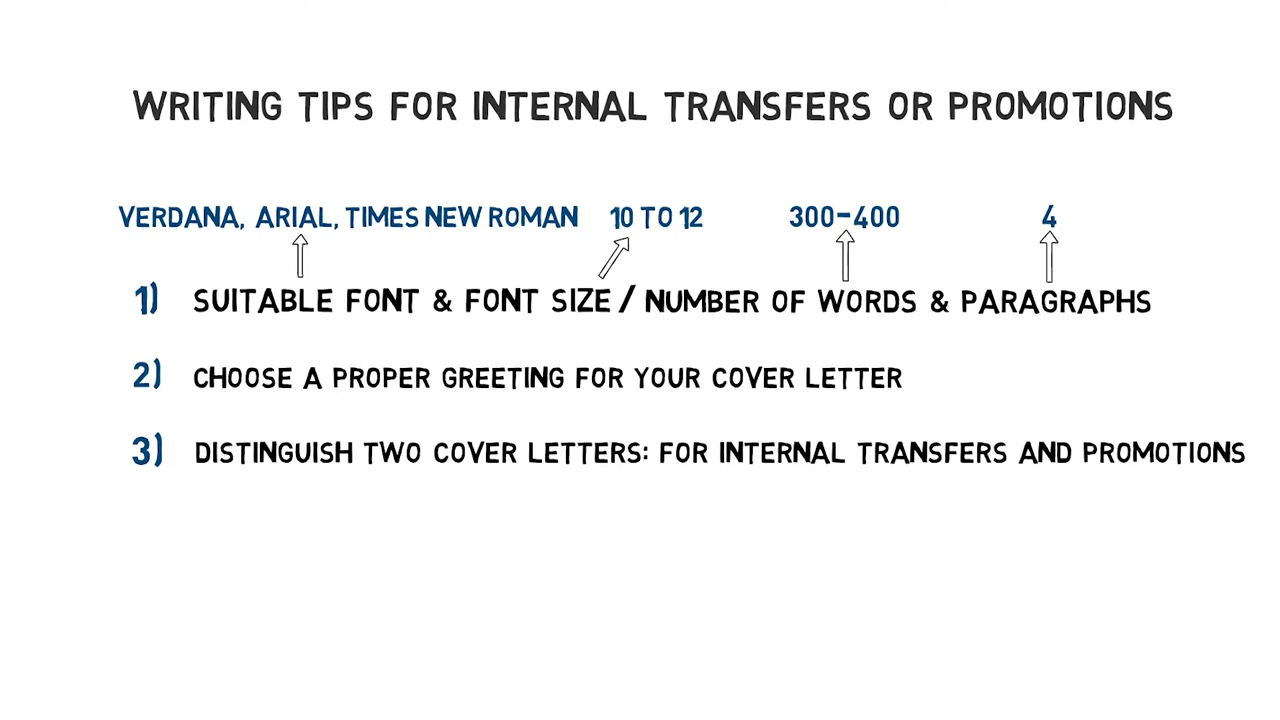 WRITING TIPS FOR INTERNAL TRANSFERS OR PROMOTIONS
VERDANA, ARIAL, TIMES NEW ROMAN 10 TO 12 300-400 4
1) SUITABLE FONT & FONT SIZE / NUMBER OF WORDS & PARAGRAPHS
2) CHOOSE A PROPER GREETING FOR YOUR COVER LETTER
3) DISTINGUISH TWO COVER LETTERS: FOR INTERNAL TRANSFERS AND PROMOTIONS